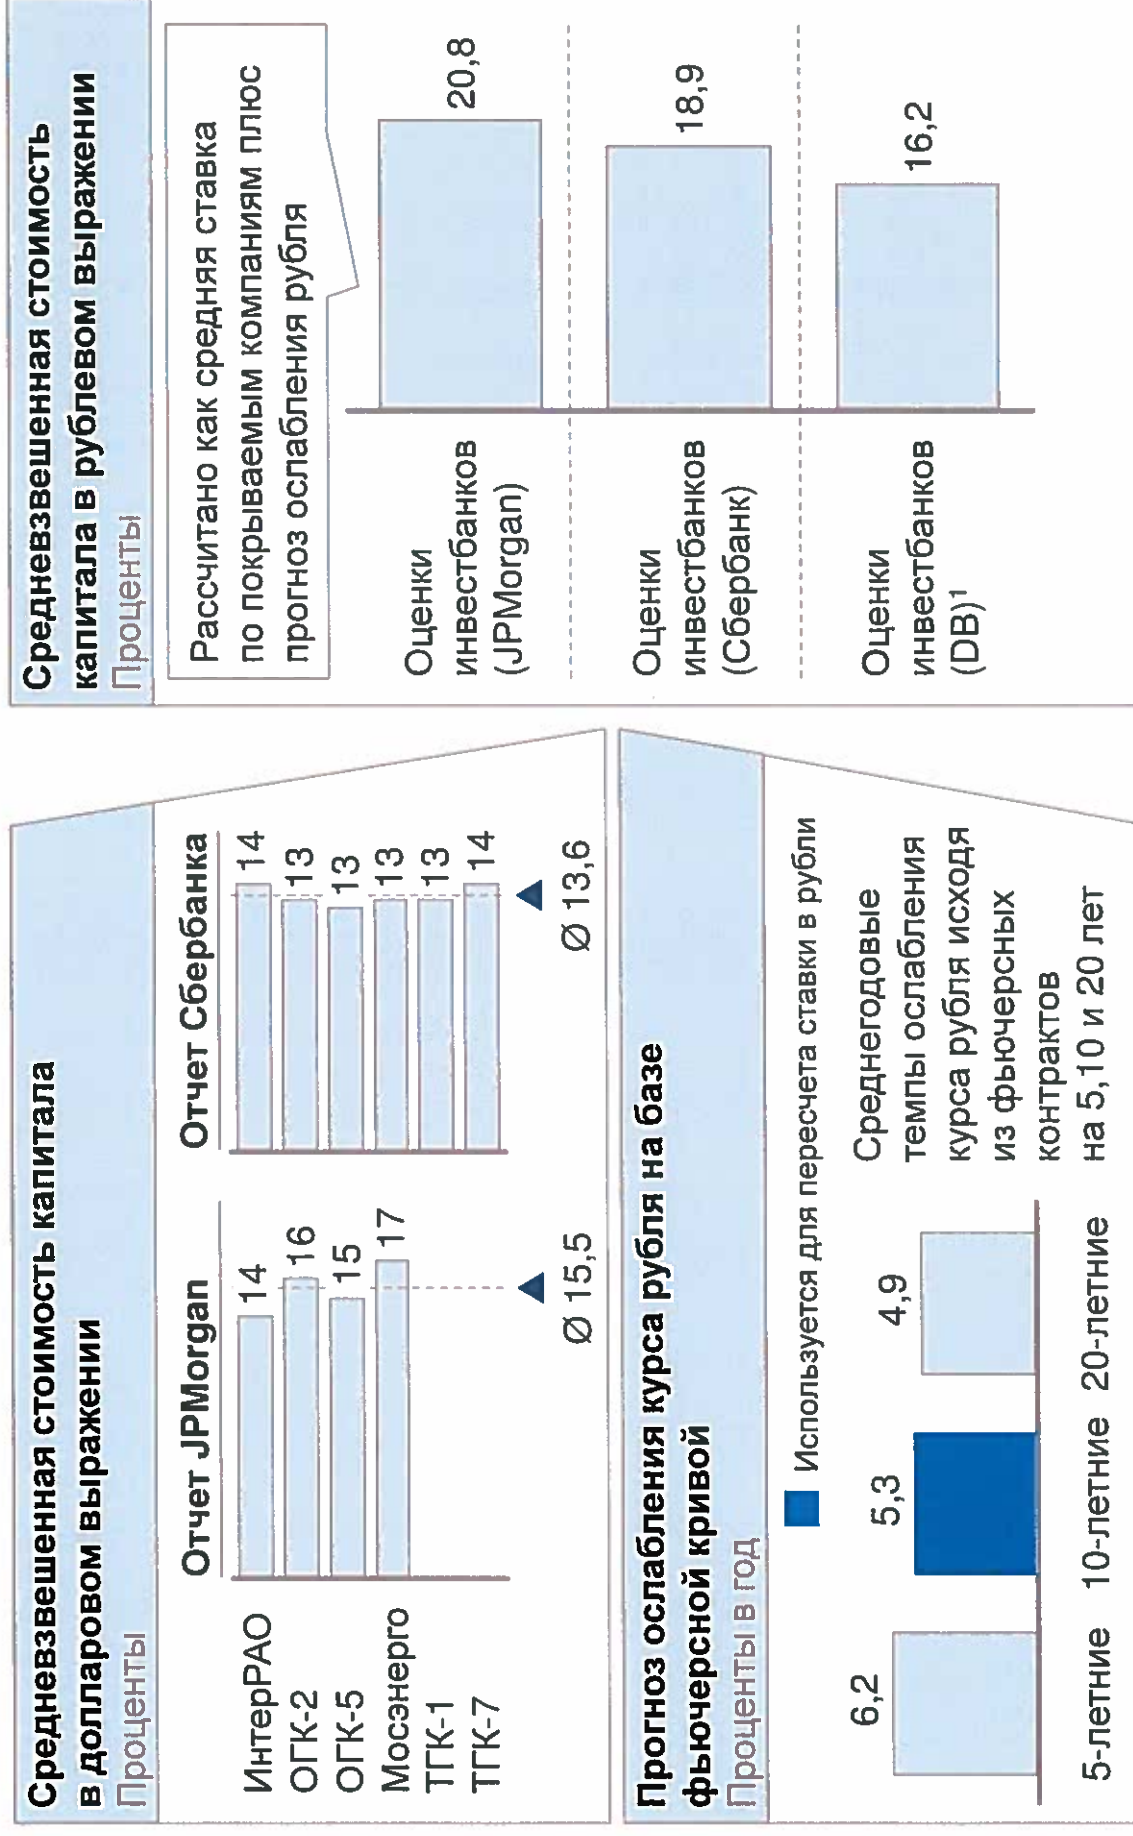 Средневзвешенная стоимость капитала
в долларовом выражении
Проценты
Отчет JPMorgan
Отчет Сбербанка
ИнтерРАО
14
14
ОГК-2
16
13
ОГК-5
15
13
Мосэнерго
17
13
ТГК-1
13
ТГК-7
14
Ø 15,5
Ø 13,6
Прогноз ослабления курса рубля на базе
фьючерсной кривой
Проценты в год
Используется для пересчета ставки в рубли
6,2
5,3
4,9
5-летние
10-летние
20-летние
Среднегодовые
темпы ослабления
курса рубля исходя
из фьючерсных
контрактов
на 5,10 и 20 лет
Средневзвешенная стоимость
капитала в рублевом выражении
Проценты
Рассчитано как средняя ставка
по покрываемым компаниям плюс
прогноз ослабления рубля
Оценки
инвестбанков
(JPMorgan)
20,8
Оценки
инвестбанков
(Сбербанк)
18,9
Оценки
инвестбанков
(DB)¹
16,2